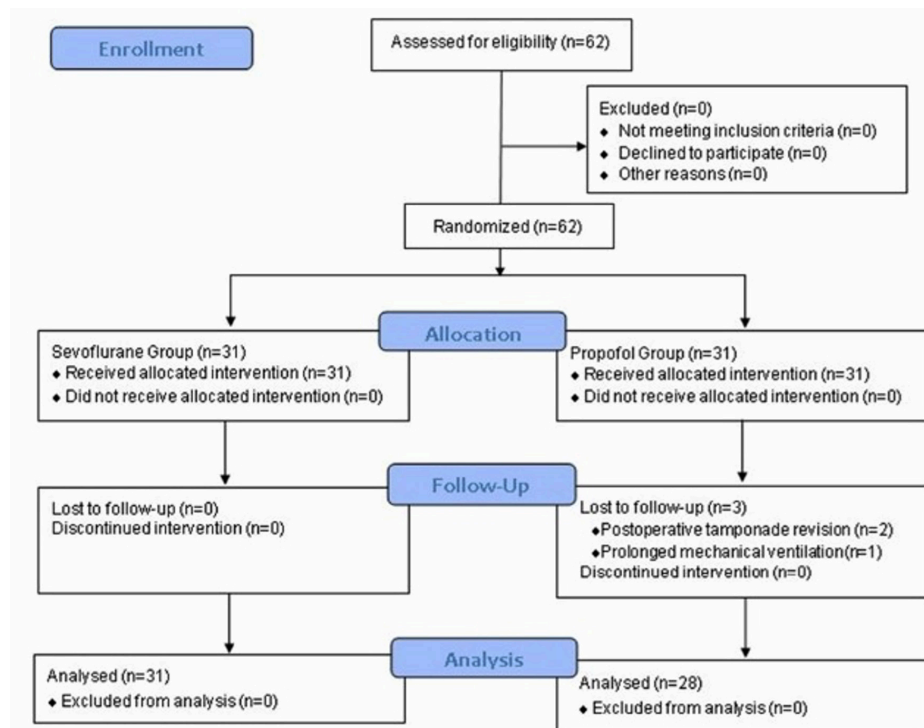 Enrollment
Assessed for eligibility (n=62)
Excluded (n=0)
◆ Not meeting inclusion criteria (n=0)
◆ Declined to participate (n=0)
◆ Other reasons (n=0)
Randomized (n=62)
Allocation
Sevoflurane Group (n=31)
◆ Received allocated intervention (n=31)
◆ Did not receive allocated intervention (n=0)
Propofol Group (n=31)
◆ Received allocated intervention (n=31)
◆ Did not receive allocated intervention (n=0)
Follow-Up
Lost to follow-up (n=0)
Discontinued intervention (n=0)
Lost to follow-up (n=3)
◆Postoperative tamponade revision (n=2)
◆Prolonged mechanical ventilation(n=1)
Discontinued intervention (n=0)
Analysis
Analysed (n=31)
◆ Excluded from analysis (n=0)
Analysed (n=28)
◆ Excluded from analysis (n=0)